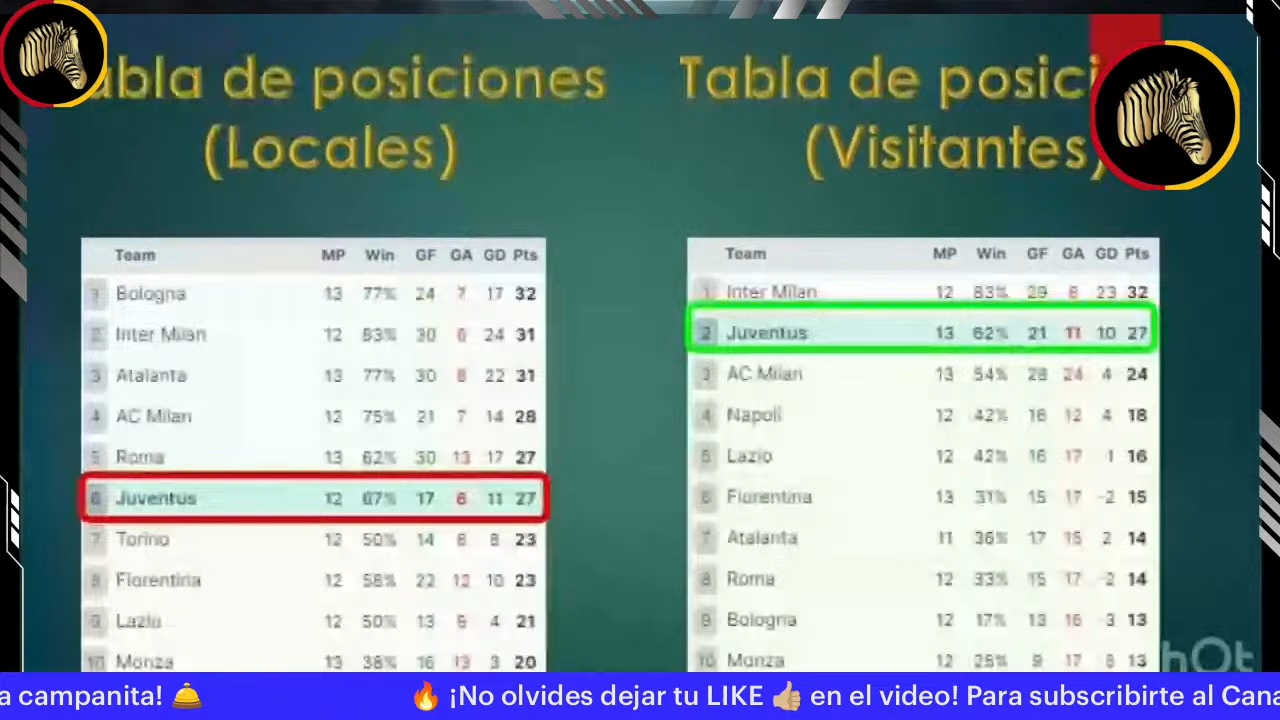 abla de posiciones
(Locales)
Team MP Win GF GA GD Pts
1 Bologna 13 77% 24 7 17 32
2 Inter Milan 12 83% 30 6 24 31
3 Atalanta 13 77% 30 8 22 31
4 AC Milan 12 75% 21 7 14 28
5 Roma 13 62% 30 13 17 27
6 Juventus 12 67% 17 6 11 27
7 Torino 12 50% 14 8 23
8 Fiorentina 12 58% 22 12 10 23
9 Lazio 12 50% 13 9 4 21
10 Monza 13 38% 16 13 3 20
Tabla de posici
(Visitantes)
Team MP Win GF GA GD Pts
1 Inter Milan 12 83% 29 6 23 32
2 Juventus 13 62% 21 11 10 27
3 AC Milan 13 54% 28 24 4 24
4 Napoli 12 42% 16 12 4 18
5 Lazio 12 42% 16 17 1 16
6 Fiorentina 13 31% 15 17 -2 15
7 Atalanta 11 36% 17 15 2 14
8 Roma 12 33% 15 17 -2 14
9 Bologna 12 17% 13 16 -3 13
10 Monza 12 25% 9 17 8 13
hOt
a campanita! 🛎️ 🔥 ¡No olvides dejar tu LIKE 👍🏼 en el video! Para subscribirte al Cana